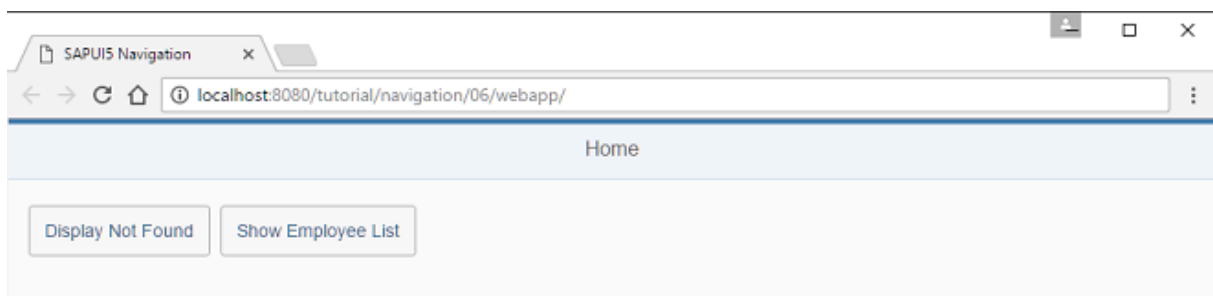 SAPUI5 Navigation
localhost:8080/tutorial/navigation/06/webapp/
Home
Display Not Found Show Employee List